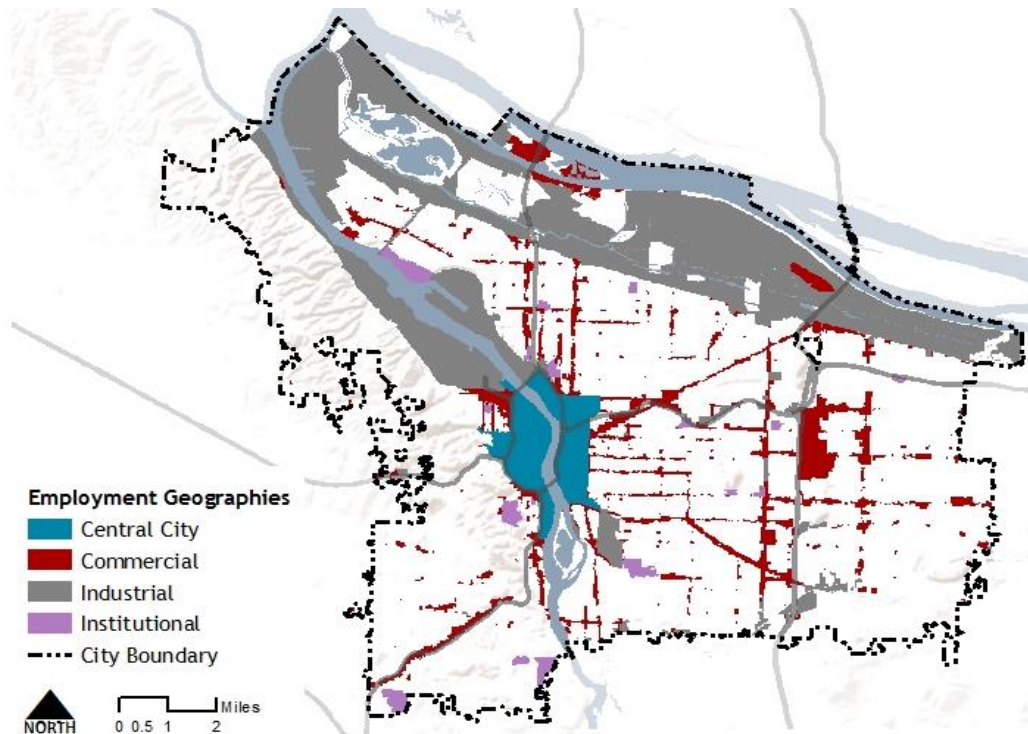 Employment Geographies
Central City
Commercial
Industrial
Institutional
City Boundary
NORTH
Miles
0 0.5 1 2